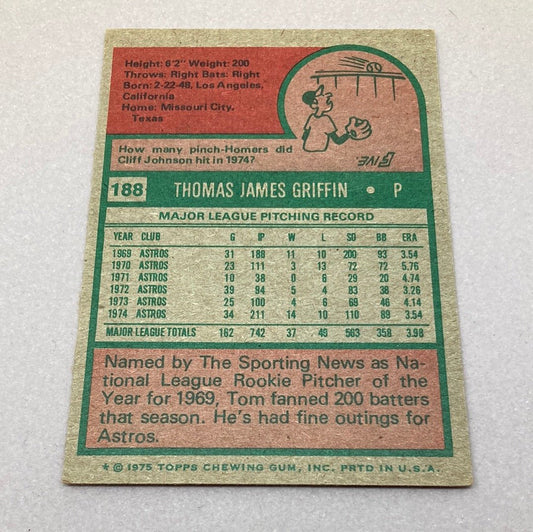 Height: 6'2" Weight: 200
Throws: Right Bats: Right
Born: 2-22-48, Los Angeles,
California
Home: Missouri City,
Texas
How many pinch-Homers did
Cliff Johnson hit in 1974?
FIVE
188 THOMAS JAMES GRIFFIN • P
MAJOR LEAGUE PITCHING RECORD
YEAR CLUB G IP W L SO BB ERA
1969 ASTROS 31 188 11 10 200 93 3.54
1970 ASTROS 23 111 3 13 72 72 5.76
1971 ASTROS 10 38 0 6 29 20 4.74
1972 ASTROS 39 94 5 4 83 38 3.26
1973 ASTROS 25 100 4 6 69 46 4.14
1974 ASTROS 34 211 14 10 110 89 3.54
MAJOR LEAGUE TOTALS 162 742 37 49 563 358 3.98
Named by The Sporting News as Na-
tional League Rookie Pitcher of the
Year for 1969, Tom fanned 200 batters
that season. He's had fine outings for
Astros.
* © 1975 TOPPS CHEWING GUM, INC. PRTD IN U.S.A.